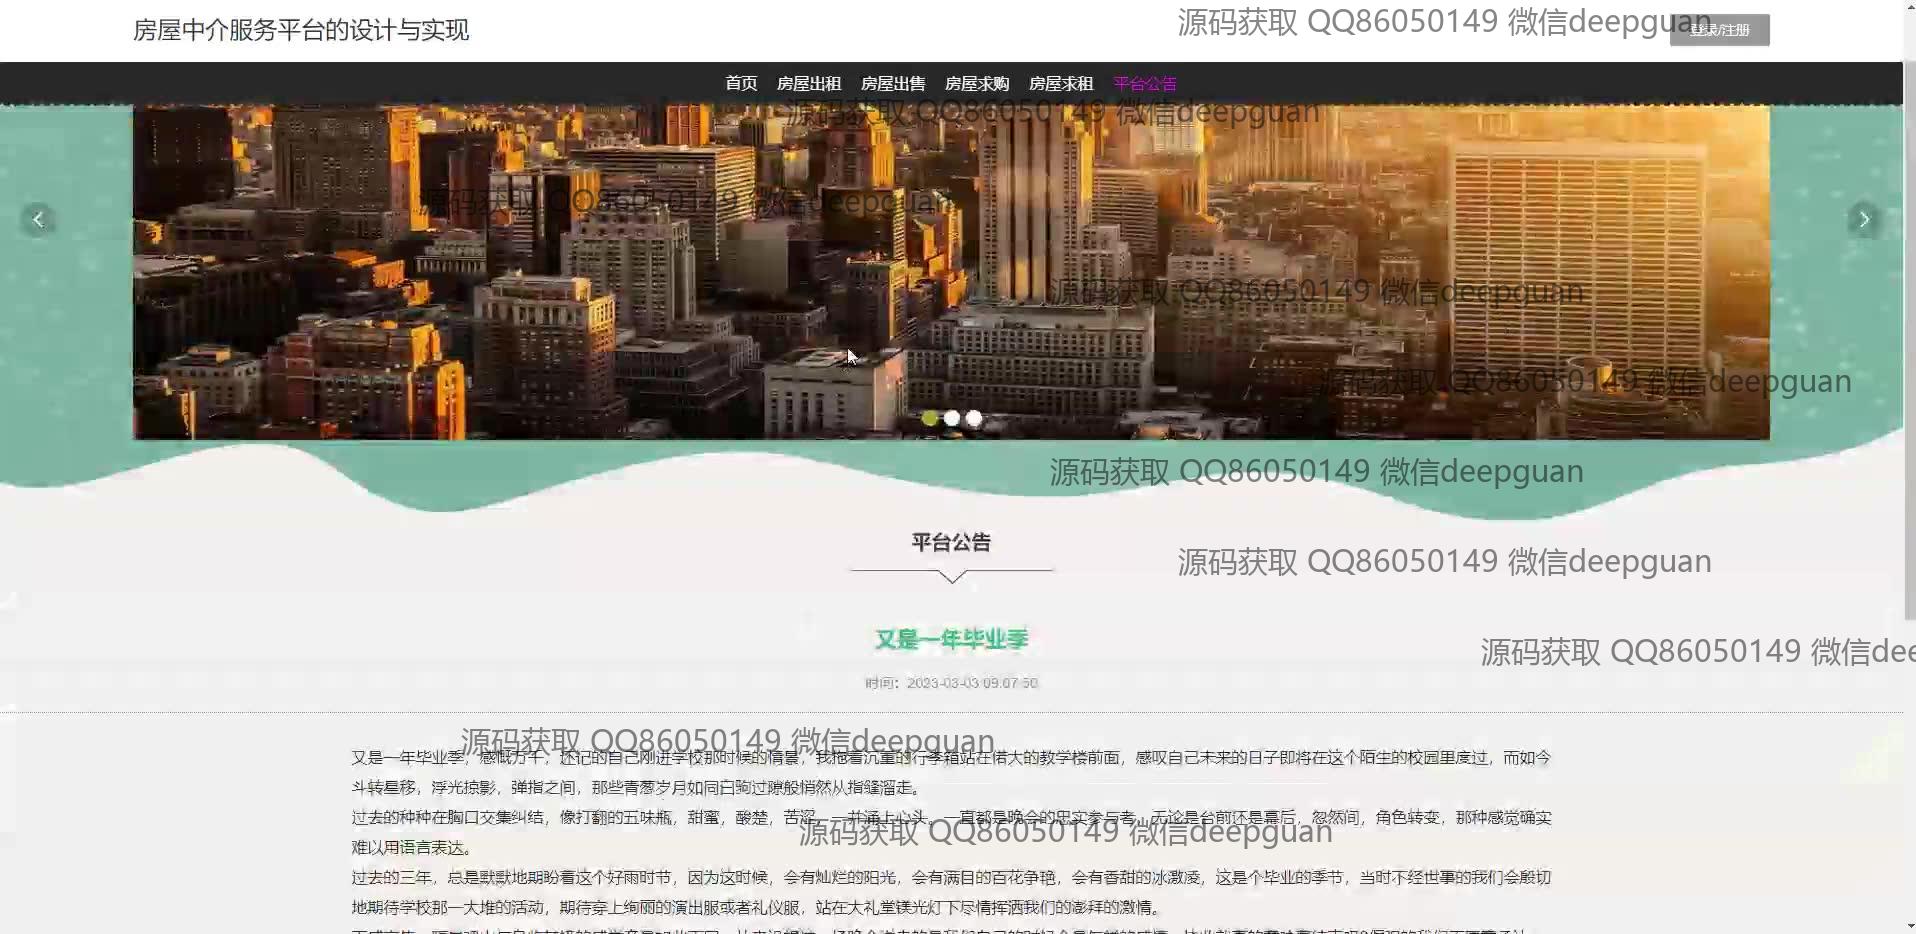 房屋中介服务平台的设计与实现
源码获取 QQ86050149 微信deepguan
登录/注册
首页 房屋出租 房屋出售 房屋求购 房屋求租 平台公告
源码获取 QQ86050149 微信deepguan
源码获取 QQ86050149 微信deepguan
源码获取 QQ86050149 微信deepguan
源码获取 QQ86050149 微信deepguan
源码获取 QQ86050149 微信deepguan
平台公告
源码获取 QQ86050149 微信deepguan
又是一年毕业季
源码获取 QQ86050149 微信dee
时间：2023-03-03 09:07:50
源码获取 QQ86050149 微信deepguan
又是一年毕业季，感慨万千，还记的自己刚进学校那时候的情景，我拖着沉重的行李箱站在偌大的教学楼前面，感叹自己未来的日子即将在这个陌生的校园里度过，而如今
斗转星移，浮光掠影，弹指之间，那些青葱岁月如同白驹过隙般悄然从指缝溜走。
过去的种种在胸口交集纠结，像打翻的五味瓶，甜蜜，酸楚，苦涩，一并涌上心头。一直都是晚会的忠实参与者，无论是台前还是幕后，忽然间，角色转变，那种感觉确实
源码获取 QQ86050149 微信deepguan
难以用语言表达。
过去的三年，总是默默地期盼着这个好雨时节，因为这时候，会有灿烂的阳光，会有满目的百花争艳，会有香甜的冰激凌，这是个毕业的季节，当时不经世事的我们会殷切
地期待学校那一大堆的活动，期待穿上绚丽的演出服或者礼仪服，站在大礼堂镁光灯下尽情挥洒我们的澎拜的激情。